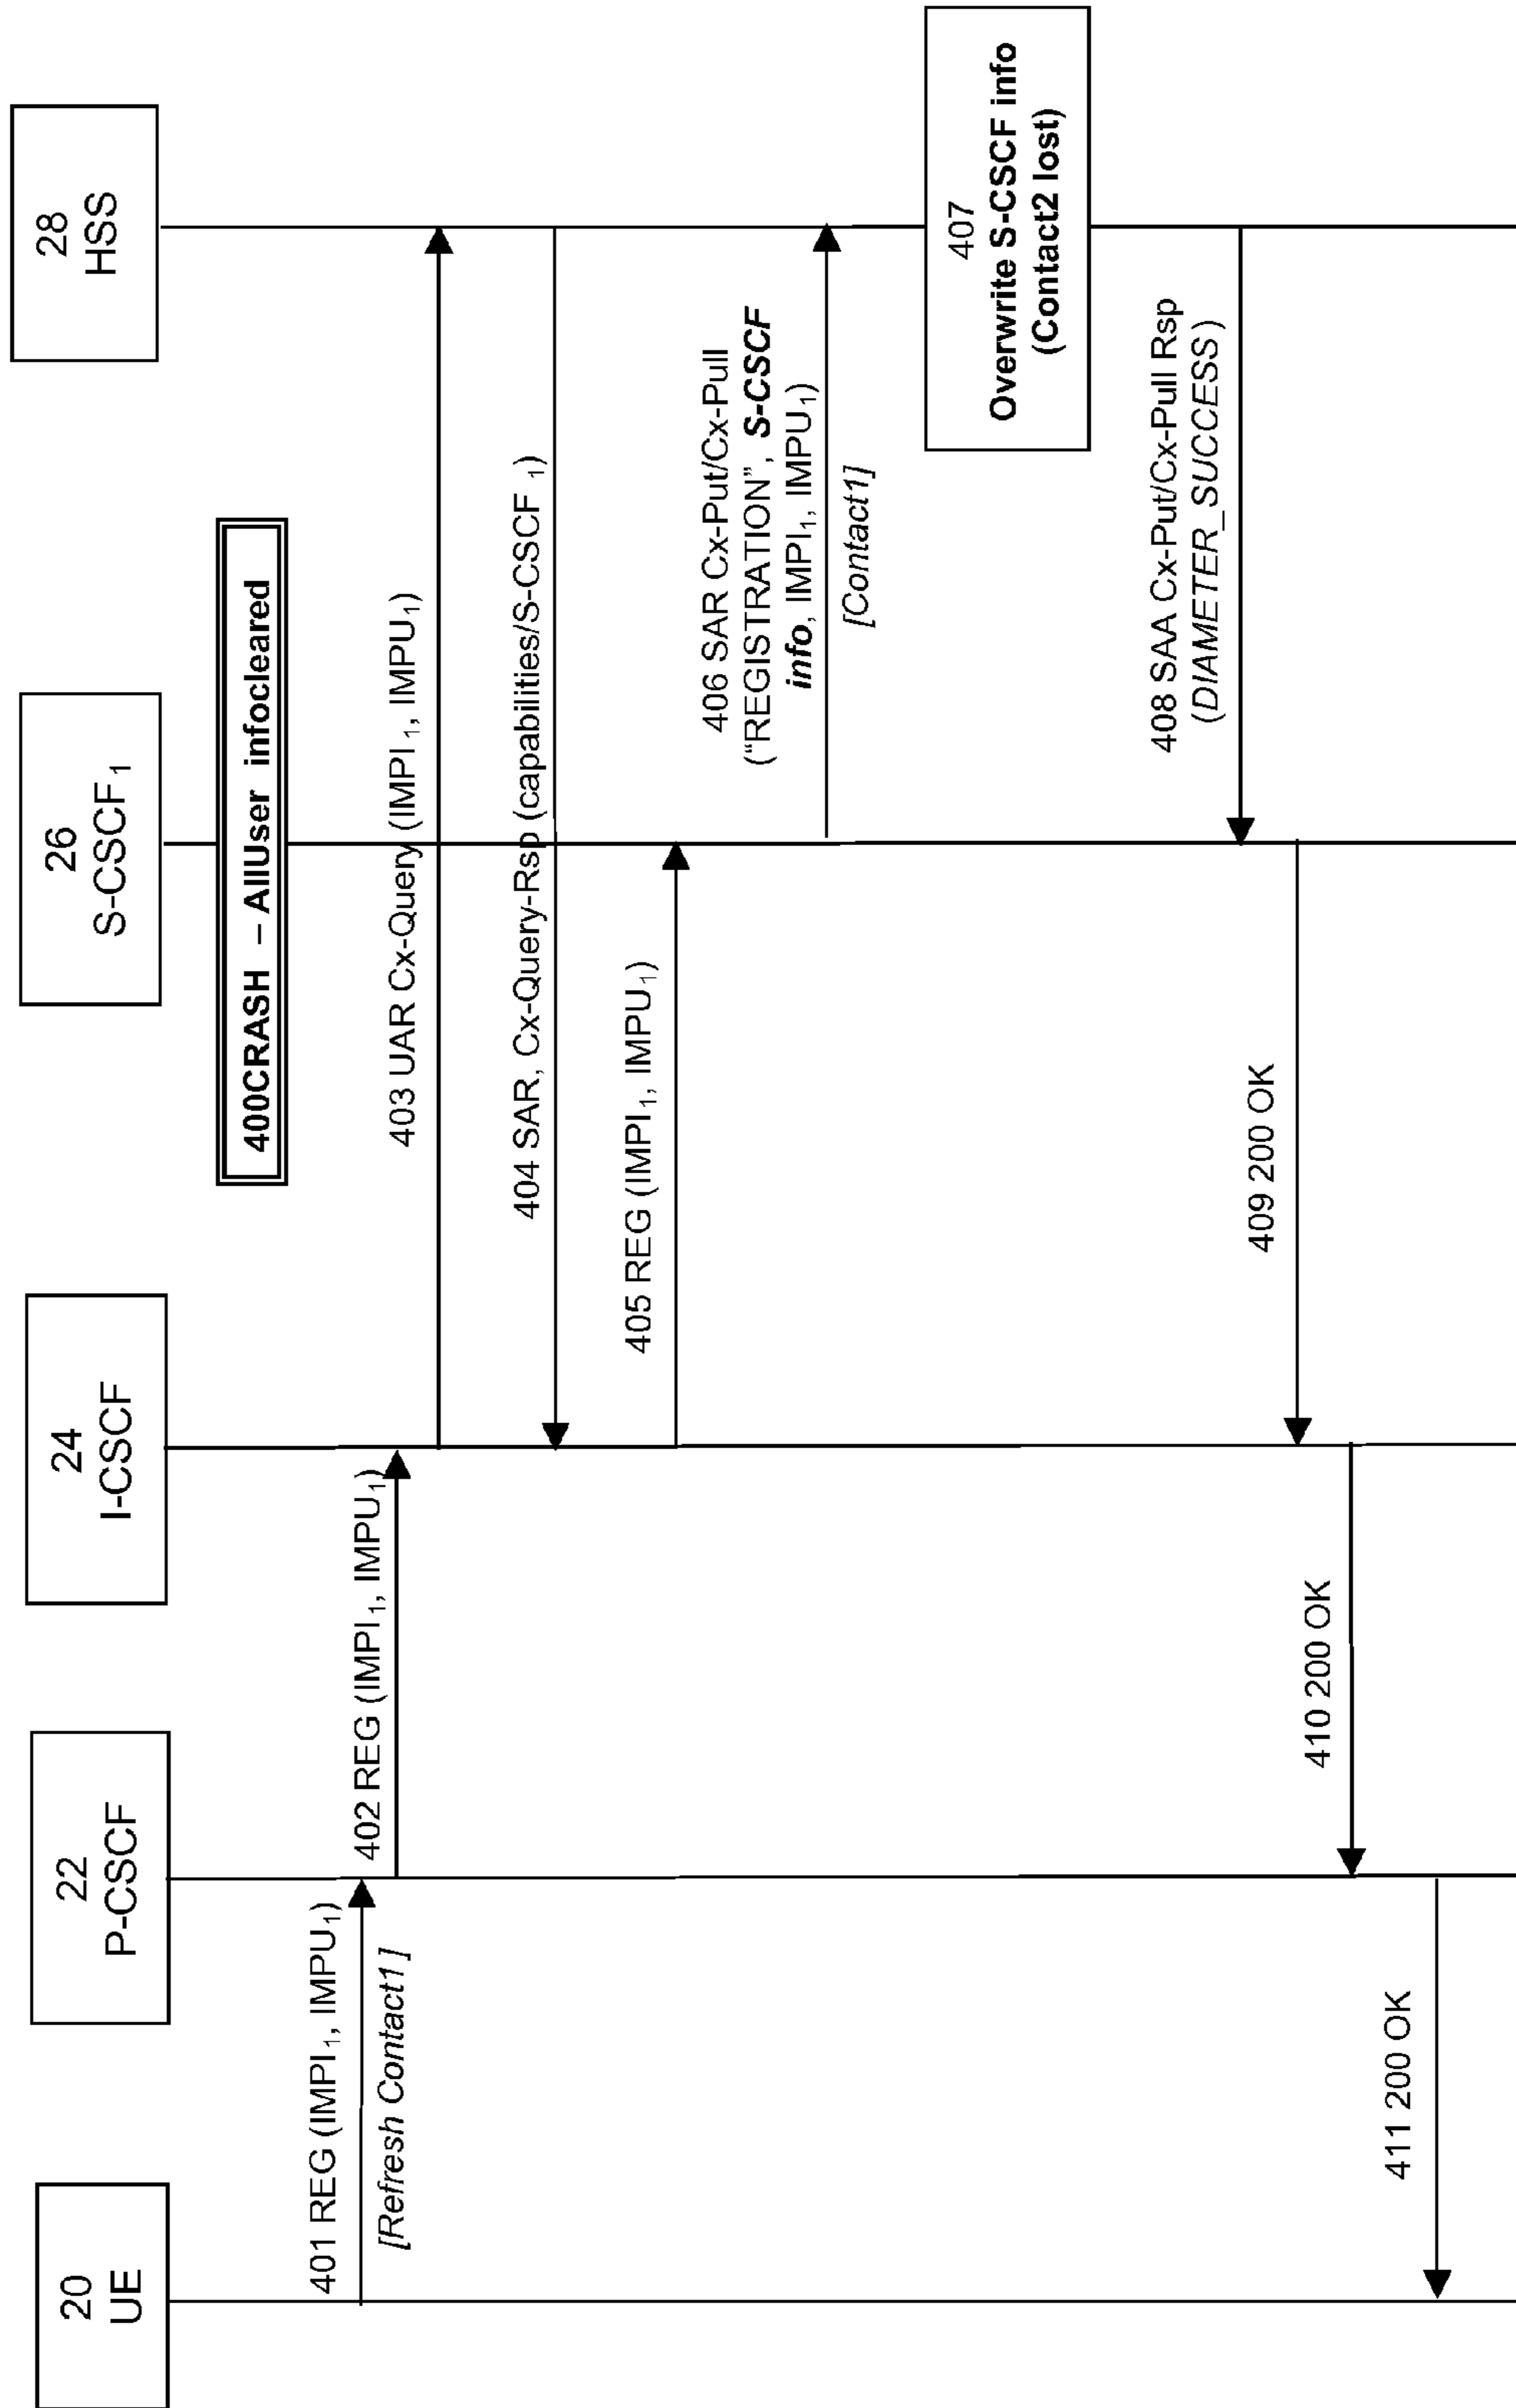 20
UE
22
P-CSCF
24
I-CSCF
26
S-CSCF₁
28
HSS
400CRASH – AllUser infocleared
401 REG (IMPI₁, IMPU₁)
[Refresh Contact1]
402 REG (IMPI₁, IMPU₁)
403 UAR Cx-Query (IMPI₁, IMPU₁)
404 SAR, Cx-Query-Rsp (capabilities/S-CSCF ₁)
405 REG (IMPI₁, IMPU₁)
406 SAR Cx-Put/Cx-Pull
(“REGISTRATION”, S-CSCF
info, IMPI₁, IMPU₁)
[Contact1]
407
Overwrite S-CSCF info
(Contact2 lost)
408 SAA Cx-Put/Cx-Pull Rsp
(DIAMETER_SUCCESS)
409 200 OK
410 200 OK
411 200 OK